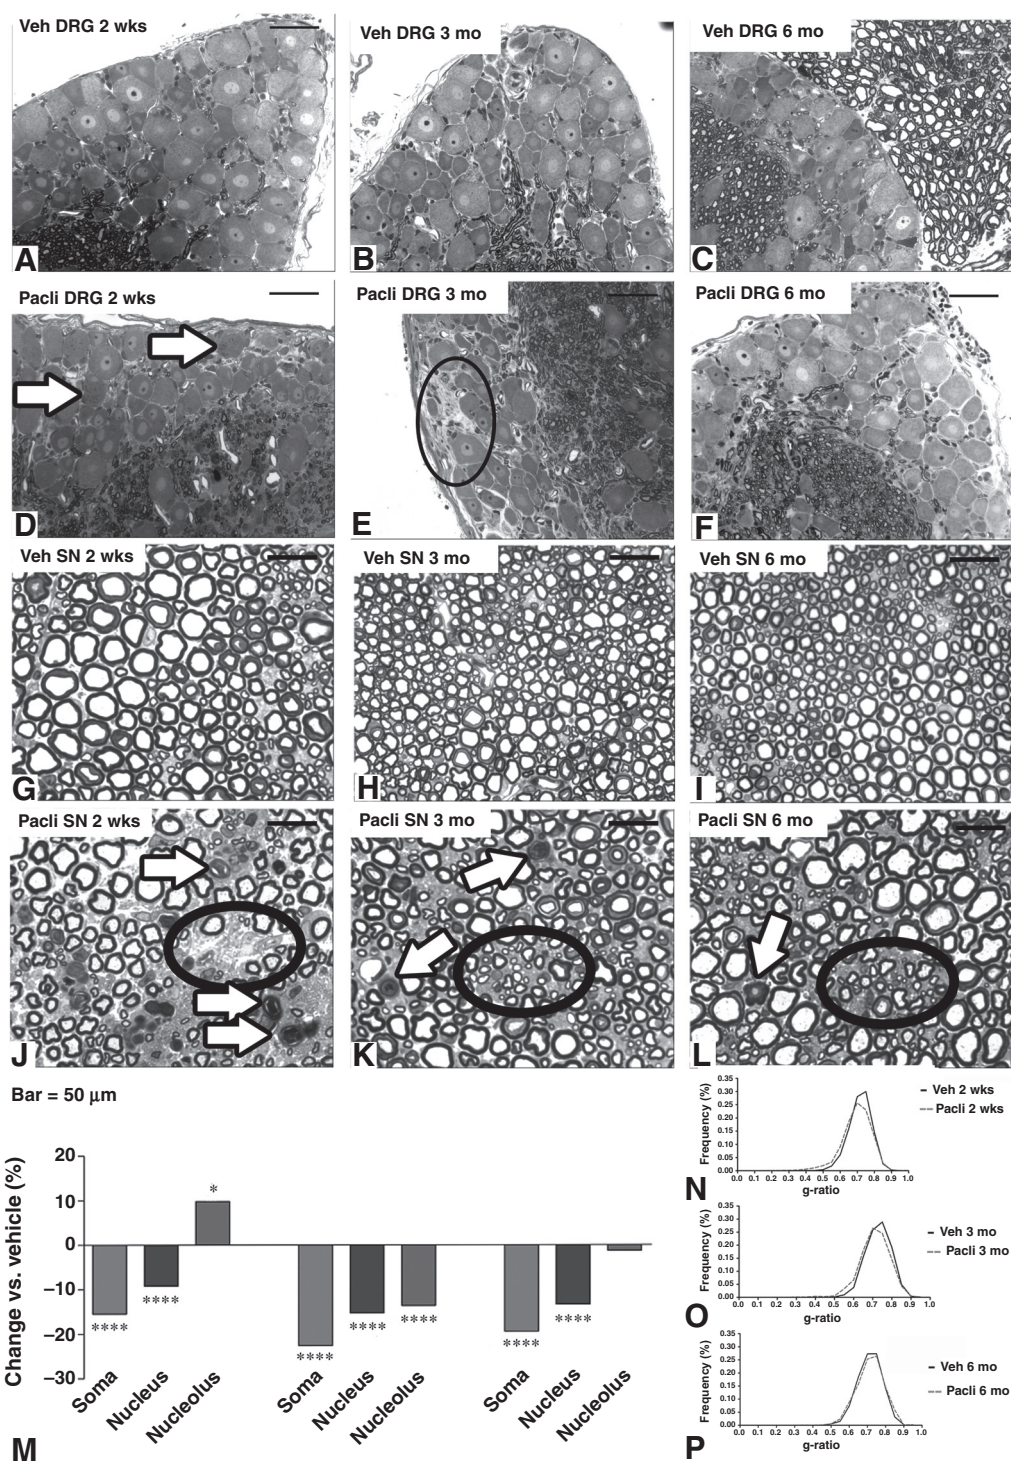 Veh DRG 2 wks
Veh DRG 3 mo
Veh DRG 6 mo
A
B
C
Pacli DRG 2 wks
Pacli DRG 3 mo
Pacli DRG 6 mo
D
E
F
Veh SN 2 wks
Veh SN 3 mo
Veh SN 6 mo
G
H
I
Pacli SN 2 wks
Pacli SN 3 mo
Pacli SN 6 mo
J
K
L
Bar = 50 μm
Change vs. vehicle (%)
20
10
0
–10
–20
–30
****
****
*
****
****
****
****
****
Soma
Nucleus
Nucleolus
Soma
Nucleus
Nucleolus
Soma
Nucleus
Nucleolus
M
Frequency (%)
0.35
0.30
0.25
0.20
0.15
0.10
0.05
0.00
0.0 0.1 0.2 0.3 0.4 0.5 0.6 0.7 0.8 0.9 1.0
g-ratio
Veh 2 wks
Pacli 2 wks
N
Frequency (%)
0.35
0.30
0.25
0.20
0.15
0.10
0.05
0.00
0.0 0.1 0.2 0.3 0.4 0.5 0.6 0.7 0.8 0.9 1.0
g-ratio
Veh 3 mo
Pacli 3 mo
O
Frequency (%)
0.35
0.30
0.25
0.20
0.15
0.10
0.05
0.00
0.0 0.1 0.2 0.3 0.4 0.5 0.6 0.7 0.8 0.9 1.0
g-ratio
Veh 6 mo
Pacli 6 mo
P